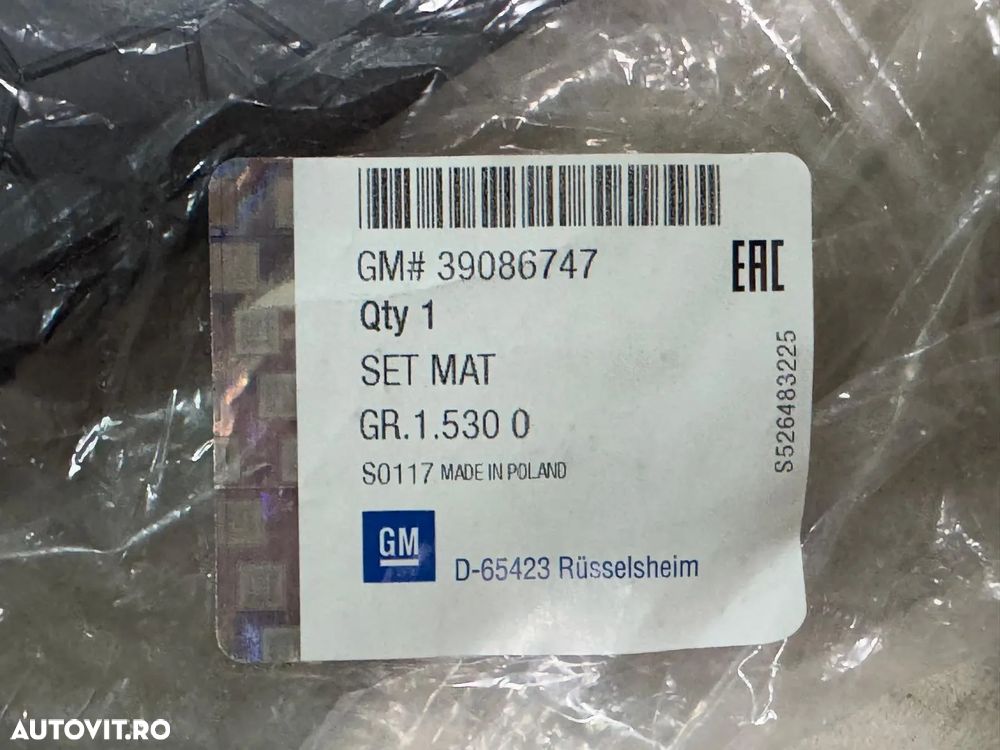 GM# 39086747
EAC
Qty 1
SET MAT
GR.1.530 0
S0117 MADE IN POLAND
S526483225
GM
D-65423 Rüsselsheim
AUTOVIT.RO